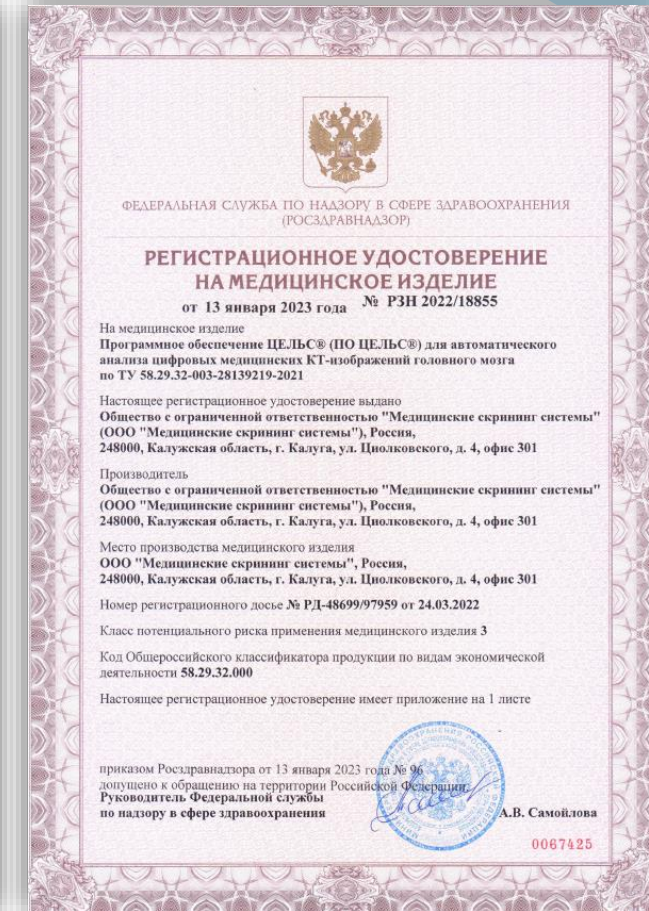 ФЕДЕРАЛЬНАЯ СЛУЖБА ПО НАДЗОРУ В СФЕРЕ ЗДРАВООХРАНЕНИЯ
(РОСЗДРАВНАДЗОР)
РЕГИСТРАЦИОННОЕ УДОСТОВЕРЕНИЕ
НА МЕДИЦИНСКОЕ ИЗДЕЛИЕ
от 13 января 2023 года № РЗН 2022/18855
На медицинское изделие
Программное обеспечение ЦЕЛЬС® (ПО ЦЕЛЬС®) для автоматического
анализа цифровых медицинских КТ-изображений головного мозга
по ТУ 58.29.32-003-28139219-2021
Настоящее регистрационное удостоверение выдано
Общество с ограниченной ответственностью "Медицинские скрининг системы"
(ООО "Медицинские скрининг системы"), Россия,
248000, Калужская область, г. Калуга, ул. Циолковского, д. 4, офис 301
Производитель
Общество с ограниченной ответственностью "Медицинские скрининг системы"
(ООО "Медицинские скрининг системы"), Россия,
248000, Калужская область, г. Калуга, ул. Циолковского, д. 4, офис 301
Место производства медицинского изделия
ООО "Медицинские скрининг системы", Россия,
248000, Калужская область, г. Калуга, ул. Циолковского, д. 4, офис 301
Номер регистрационного досье № РД-48699/97959 от 24.03.2022
Класс потенциального риска применения медицинского изделия 3
Код Общероссийского классификатора продукции по видам экономической
деятельности 58.29.32.000
Настоящее регистрационное удостоверение имеет приложение на 1 листе
приказом Росздравнадзора от 13 января 2023 года № 96
допущено к обращению на территории Российской Федерации.
Руководитель Федеральной службы
по надзору в сфере здравоохранения
А.В. Самойлова
0067425